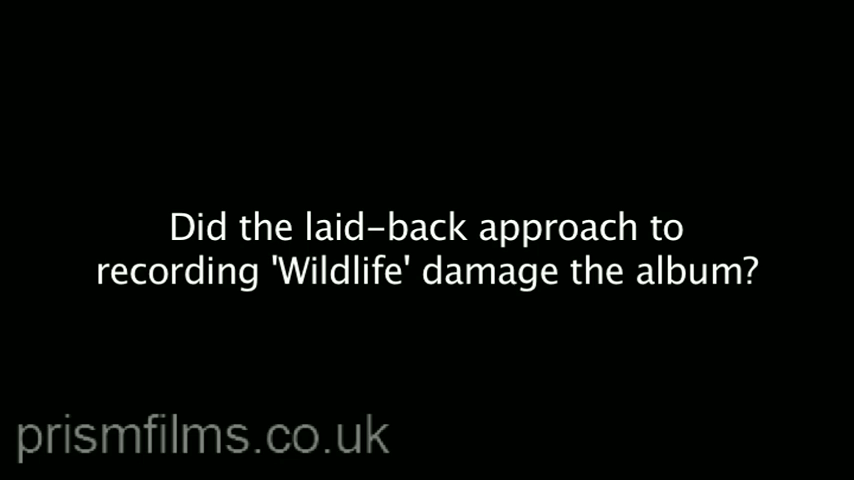 Did the laid-back approach to
recording 'Wildlife' damage the album?
prismfilms.co.uk